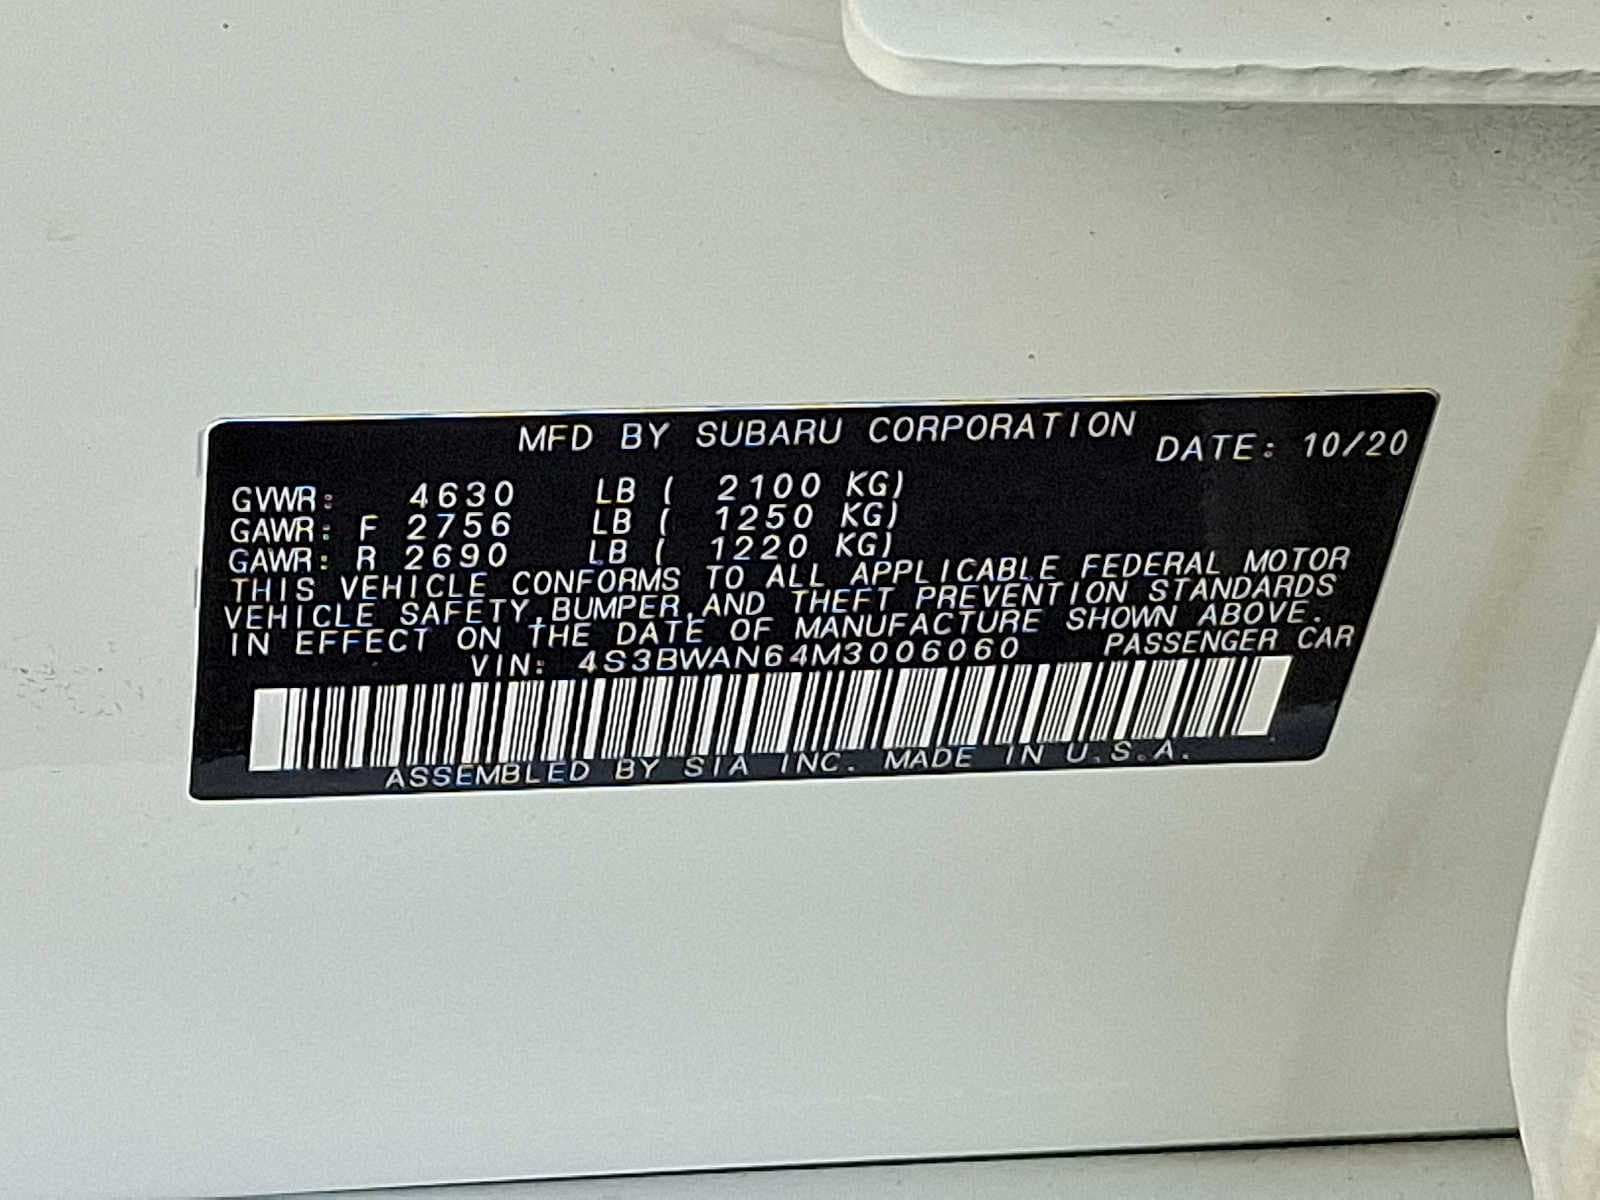 MFD BY SUBARU CORPORATION DATE: 10/20
GVWR: 4630 LB ( 2100 KG)
GAWR: F 2756 LB ( 1250 KG)
GAWR: R 2690 LB ( 1220 KG)
THIS VEHICLE CONFORMS TO ALL APPLICABLE FEDERAL MOTOR
VEHICLE SAFETY,BUMPER,AND THEFT PREVENTION STANDARDS
IN EFFECT ON THE DATE OF MANUFACTURE SHOWN ABOVE.
VIN: 4S3BWAN64M3006060 PASSENGER CAR
ASSEMBLED BY SIA INC. MADE IN U.S.A.